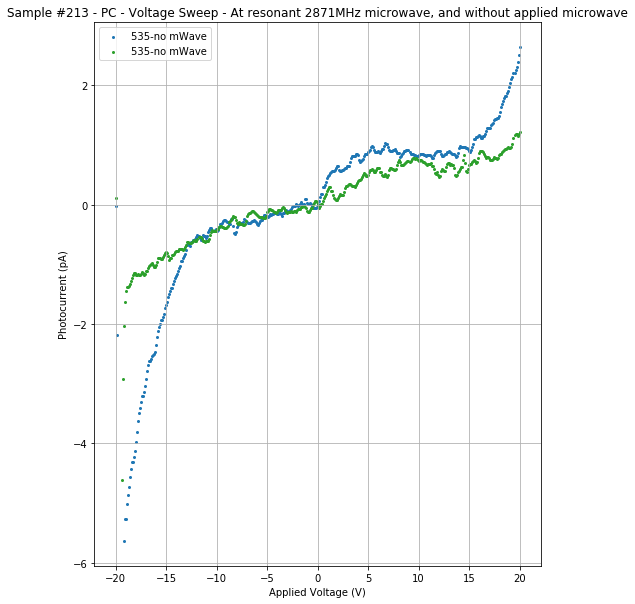 Sample #213 - PC - Voltage Sweep - At resonant 2871MHz microwave, and without applied microwave
535-no mWave
535-no mWave
2
0
−2
−4
−6
Photocurrent (pA)
−20 −15 −10 −5 0 5 10 15 20
Applied Voltage (V)